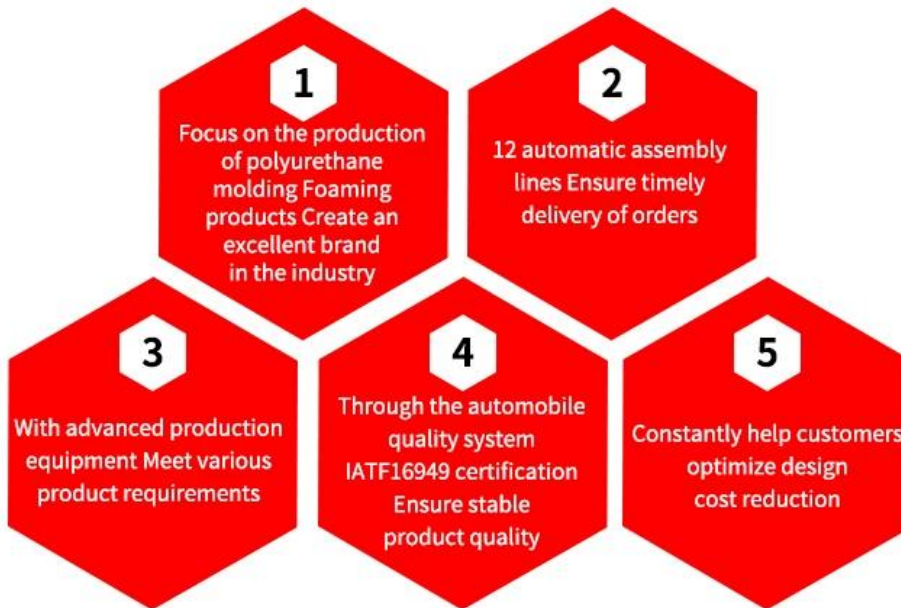 1
Focus on the production
of polyurethane
molding Foaming
products Create an
excellent brand
in the industry
2
12 automatic assembly
lines Ensure timely
delivery of orders
3
With advanced production
equipment Meet various
product requirements
4
Through the automobile
quality system
IATF16949 certification
Ensure stable
product quality
5
Constantly help customers
optimize design
cost reduction